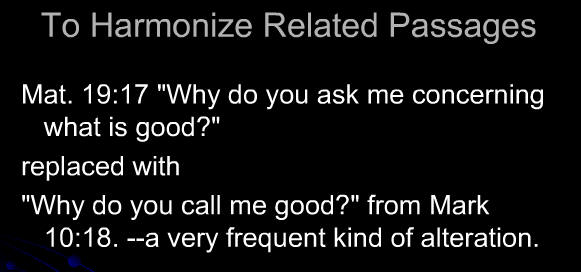 To Harmonize Related Passages
Mat. 19:17 "Why do you ask me concerning
what is good?"
replaced with
"Why do you call me good?" from Mark
10:18. --a very frequent kind of alteration.